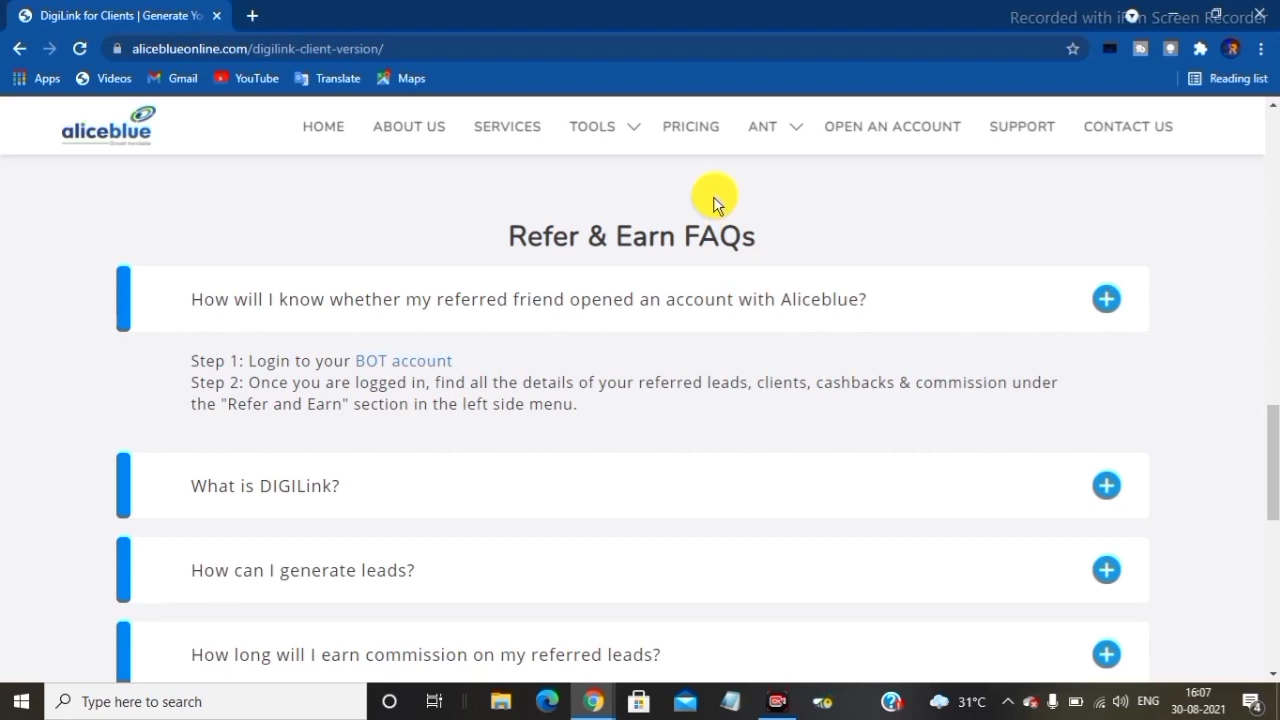 DigiLink for Clients | Generate Yo
Recorded with iFun Screen Recorder
aliceblueonline.com/digilink-client-version/
Apps Videos Gmail YouTube Translate Maps Reading list
aliceblue
Growth Inevitable
HOME ABOUT US SERVICES TOOLS PRICING ANT OPEN AN ACCOUNT SUPPORT CONTACT US
Refer & Earn FAQs
How will I know whether my referred friend opened an account with Aliceblue?
Step 1: Login to your BOT account
Step 2: Once you are logged in, find all the details of your referred leads, clients, cashbacks & commission under
the "Refer and Earn" section in the left side menu.
What is DIGILink?
How can I generate leads?
How long will I earn commission on my referred leads?
Type here to search
31°C
ENG
16:07
30-08-2021
4